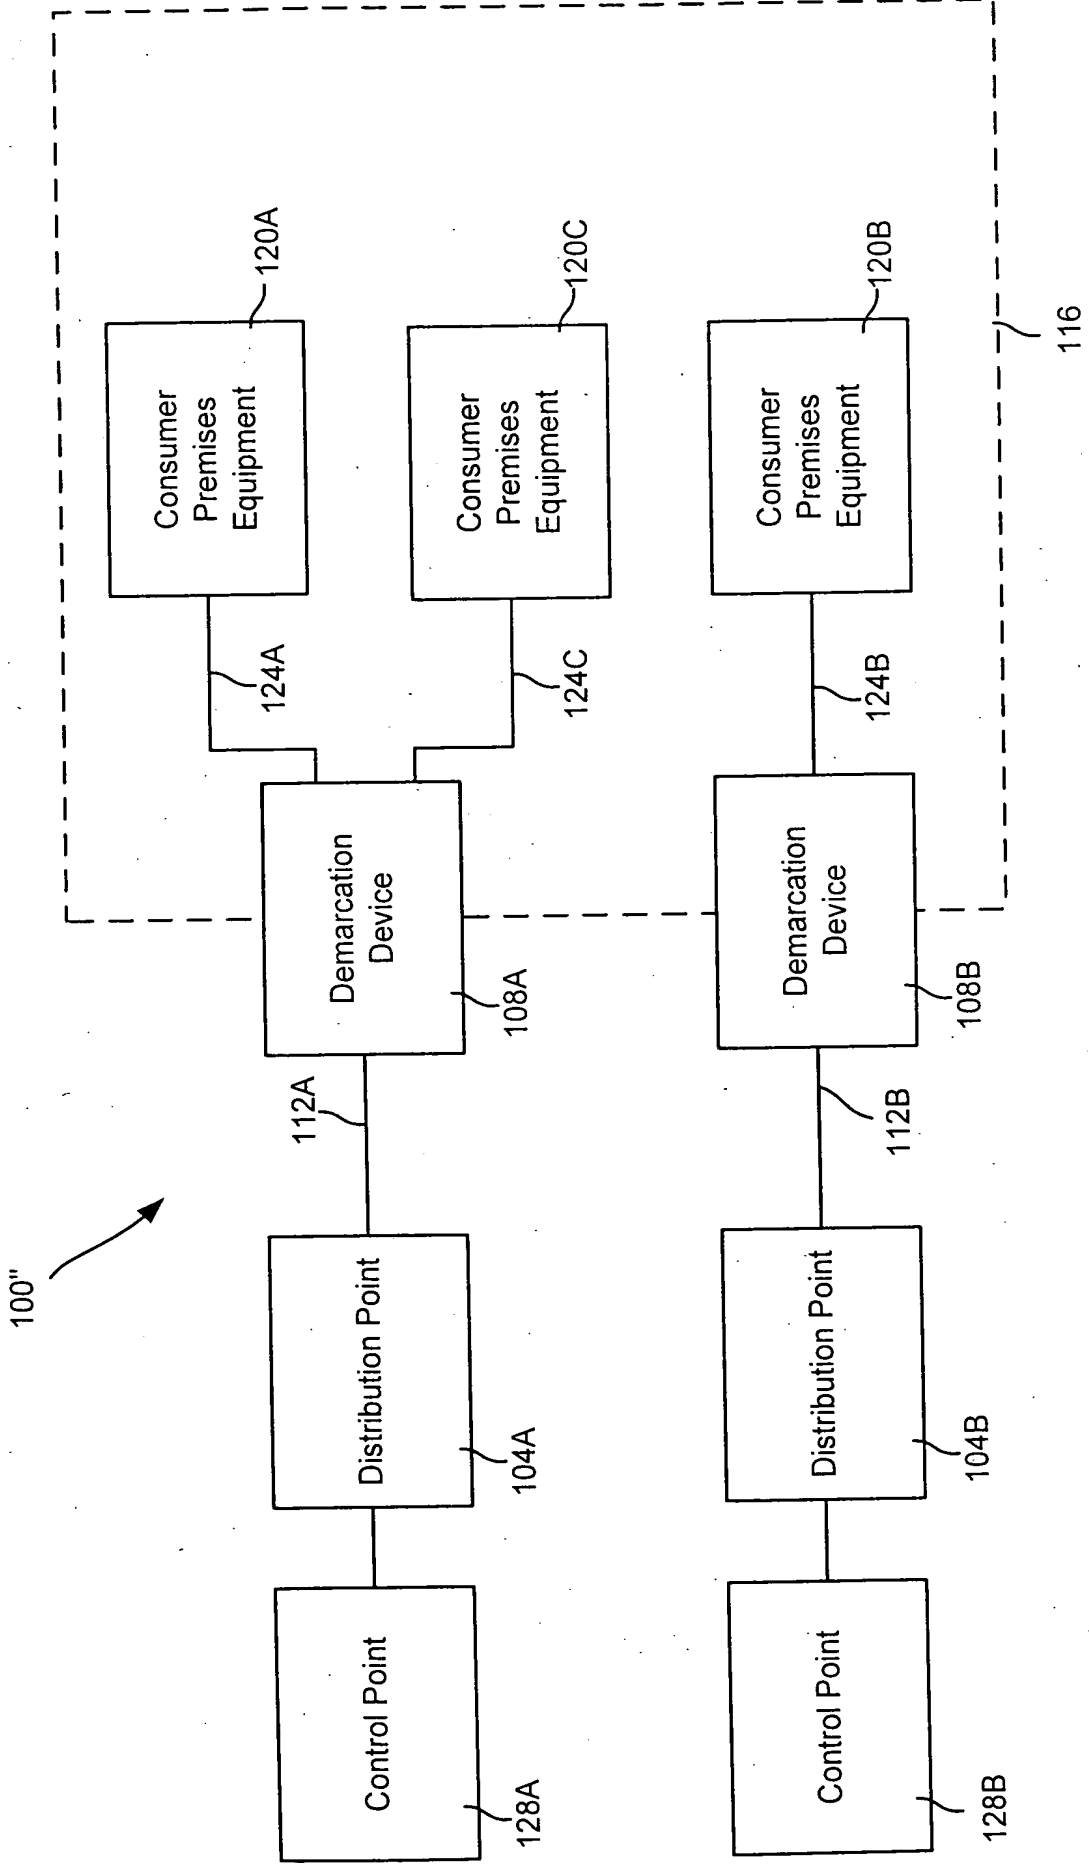 100"
Control Point
128A
Distribution Point
104A
112A
Demarcation
Device
108A
124A
Consumer
Premises
Equipment
120A
124C
Consumer
Premises
Equipment
120C
Control Point
128B
Distribution Point
104B
112B
Demarcation
Device
108B
124B
Consumer
Premises
Equipment
120B
116